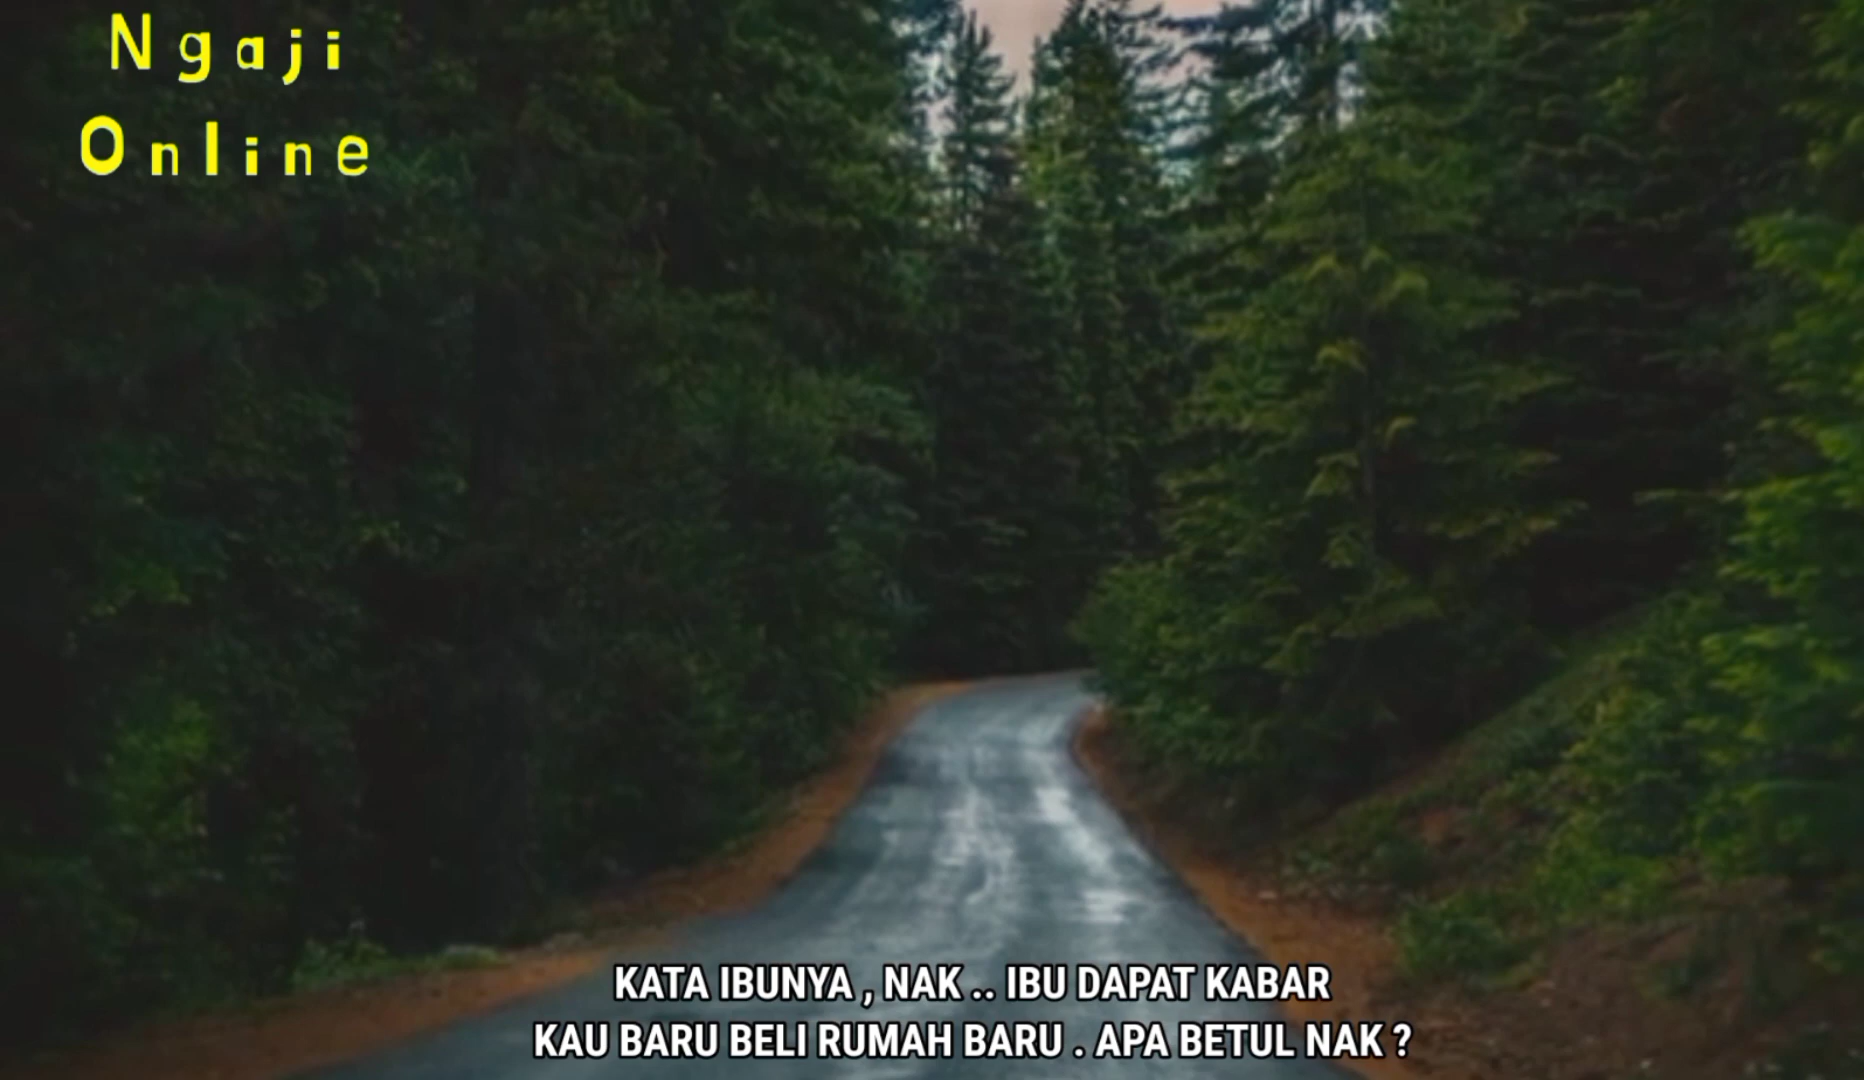 Ngaji
Online
KATA IBUNYA , NAK .. IBU DAPAT KABAR
KAU BARU BELI RUMAH BARU . APA BETUL NAK ?